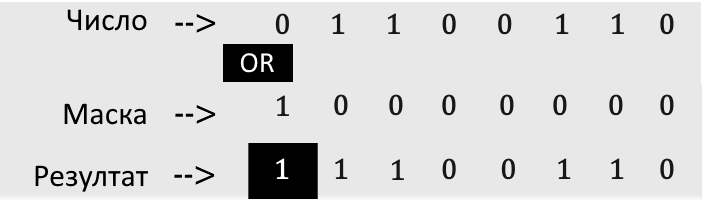 Число --> 0 1 1 0 0 1 1 0
OR
Маска --> 1 0 0 0 0 0 0 0
Резултат --> 1 1 1 0 0 1 1 0